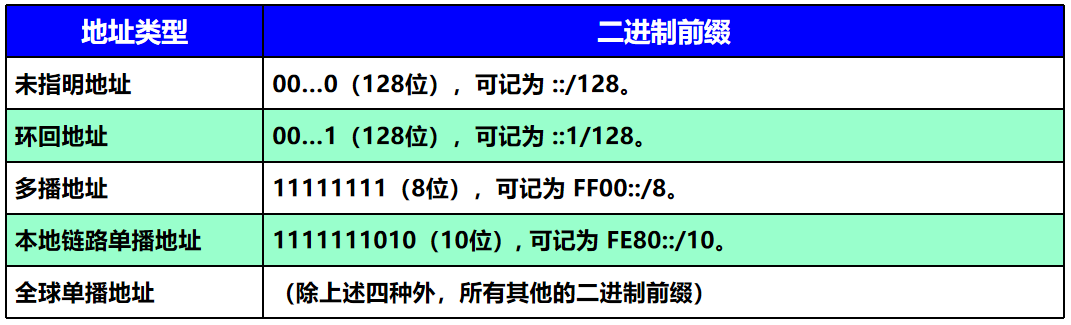 地址类型 二进制前缀
未指明地址 00…0（128位），可记为 ::/128。
环回地址 00…1（128位），可记为 ::1/128。
多播地址 11111111（8位），可记为 FF00::/8。
本地链路单播地址 1111111010（10位）, 可记为 FE80::/10。
全球单播地址 （除上述四种外，所有其他的二进制前缀）